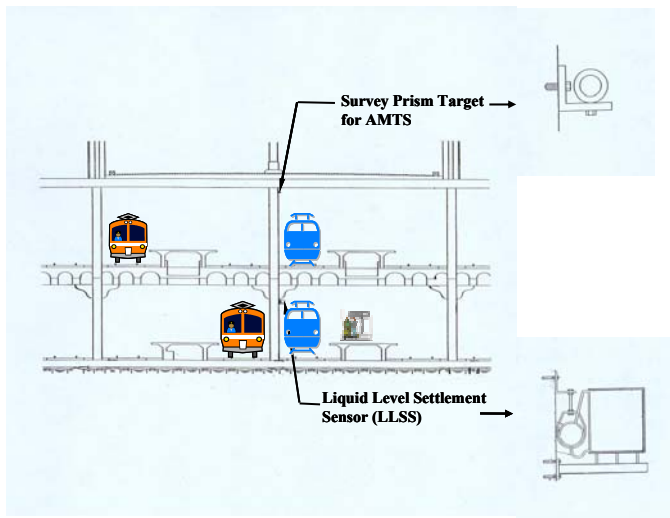 Survey Prism Target
for AMTS
Liquid Level Settlement
Sensor (LLSS)